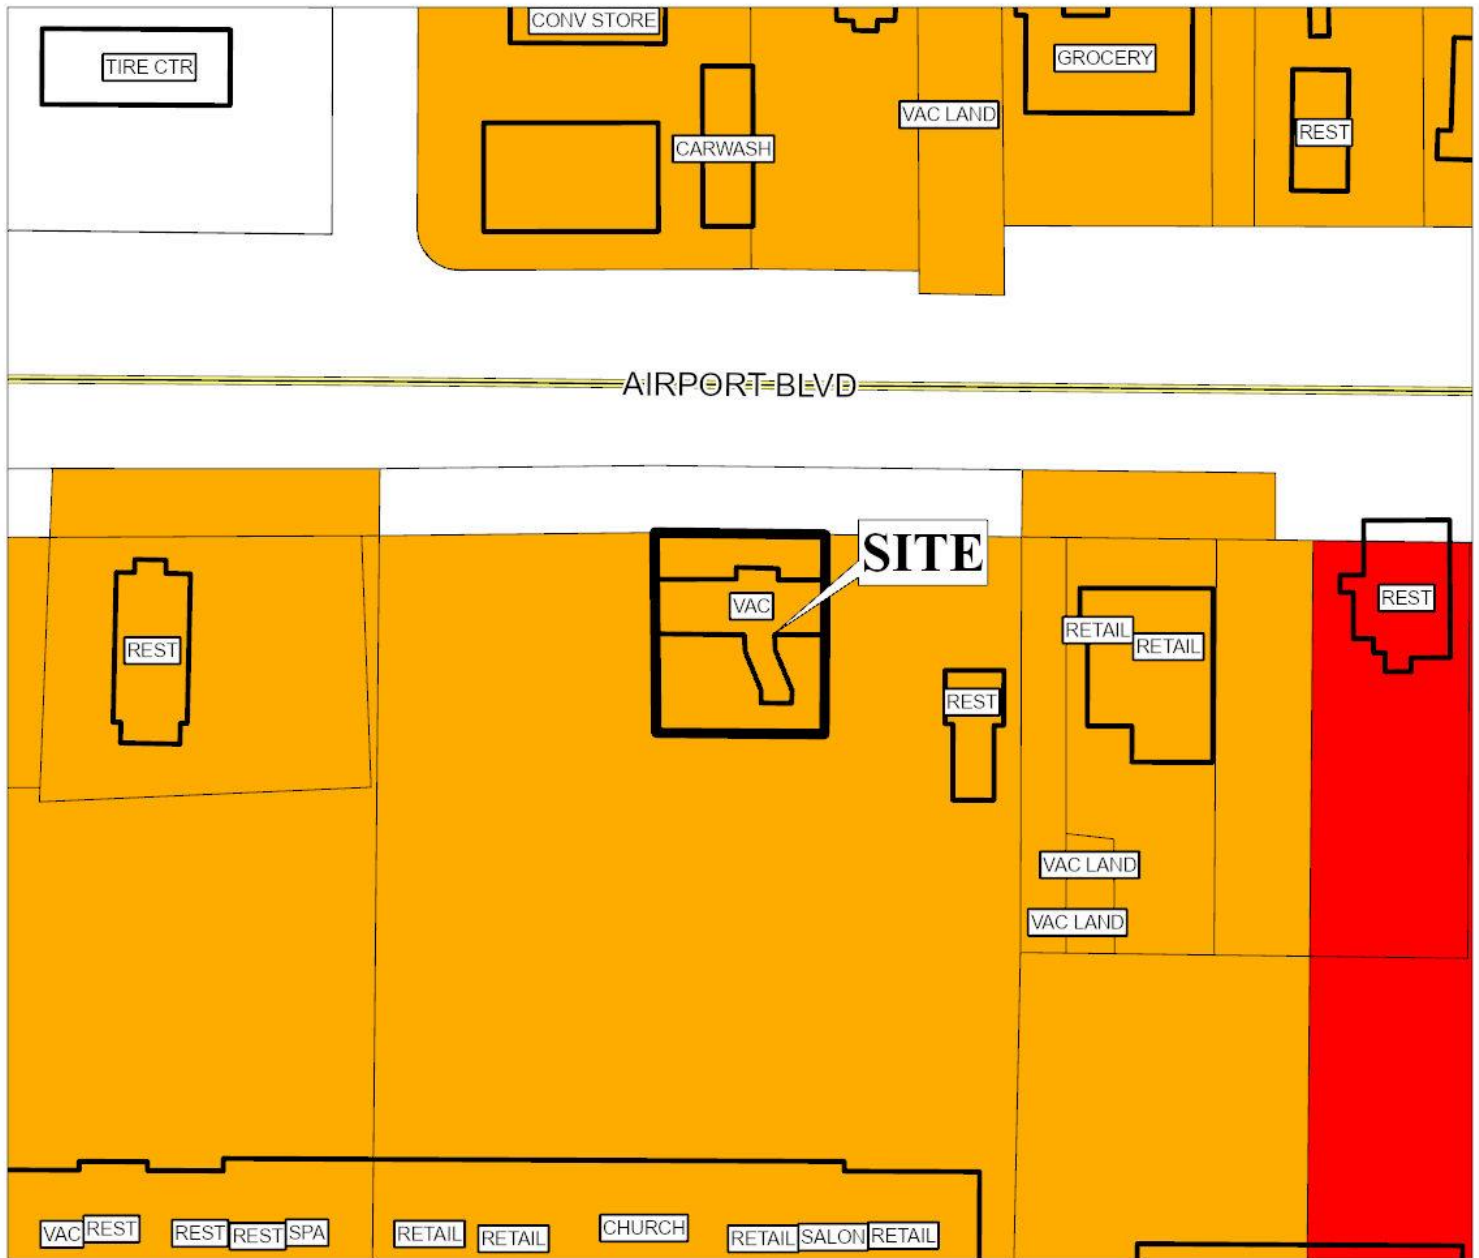 CONV STORE
TIRE CTR
GROCERY
VAC LAND
REST
CARWASH
AIRPORT BLVD
SITE
VAC
REST
RETAIL
RETAIL
REST
REST
VAC LAND
VAC LAND
VAC
REST
REST
REST
SPA
RETAIL
RETAIL
CHURCH
RETAIL
SALON
RETAIL